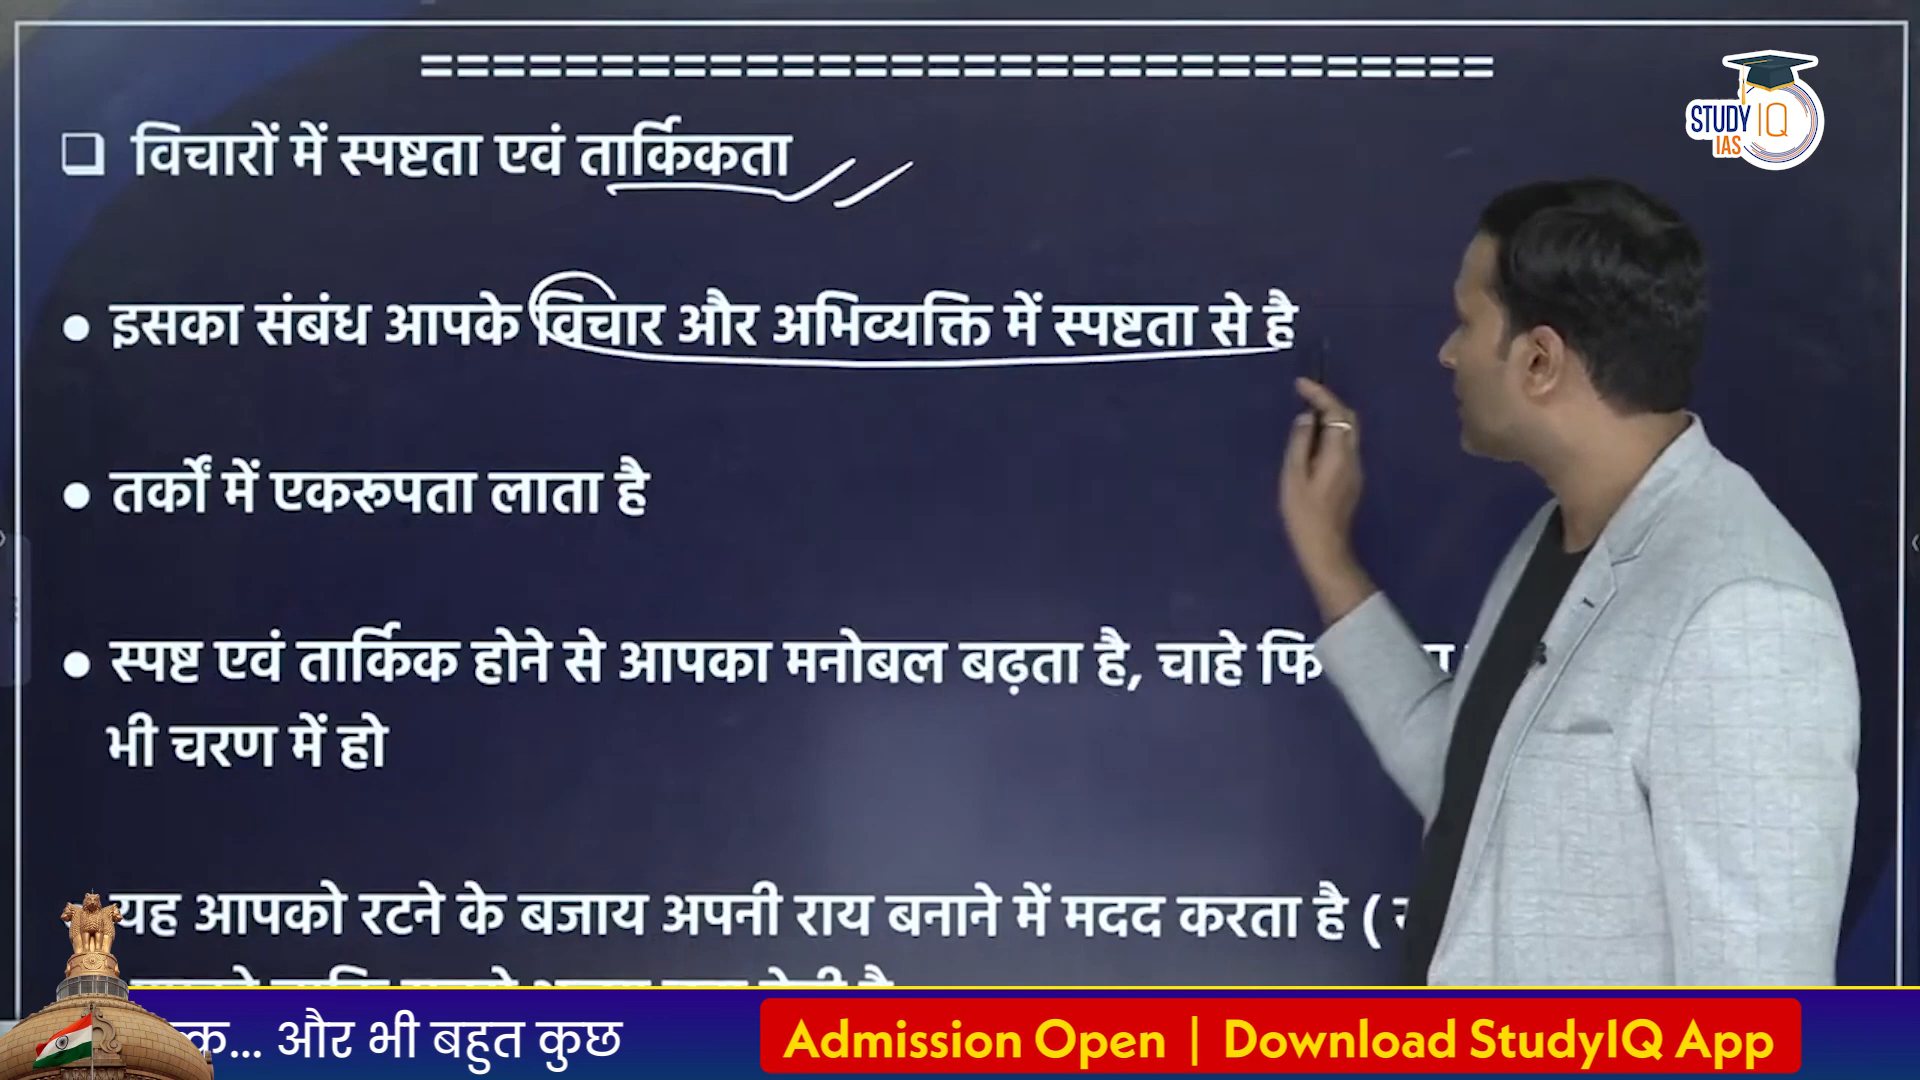 ==============================
STUDY IQ
IAS
❑ विचारों में स्पष्टता एवं तार्किकता
• इसका संबंध आपके विचार और अभिव्यक्ति में स्पष्टता से है
• तर्कों में एकरूपता लाता है
• स्पष्ट एवं तार्किक होने से आपका मनोबल बढ़ता है, चाहे
भी चरण में हो
यह आपको रटने के बजाय अपनी राय बनाने में मदद करता है (
... और भी बहुत कुछ
Admission Open | Download StudyIQ App